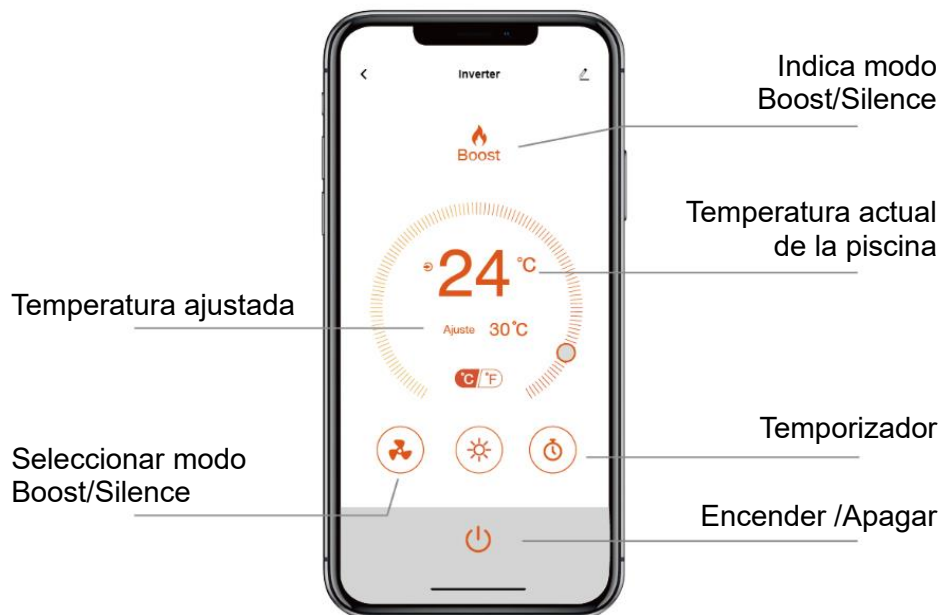 Inverter
Indica modo
Boost/Silence
Boost
Temperatura actual
de la piscina
24 °C
Temperatura ajustada
Ajuste 30°C
°C/°F
Temporizador
Seleccionar modo
Boost/Silence
Encender /Apagar